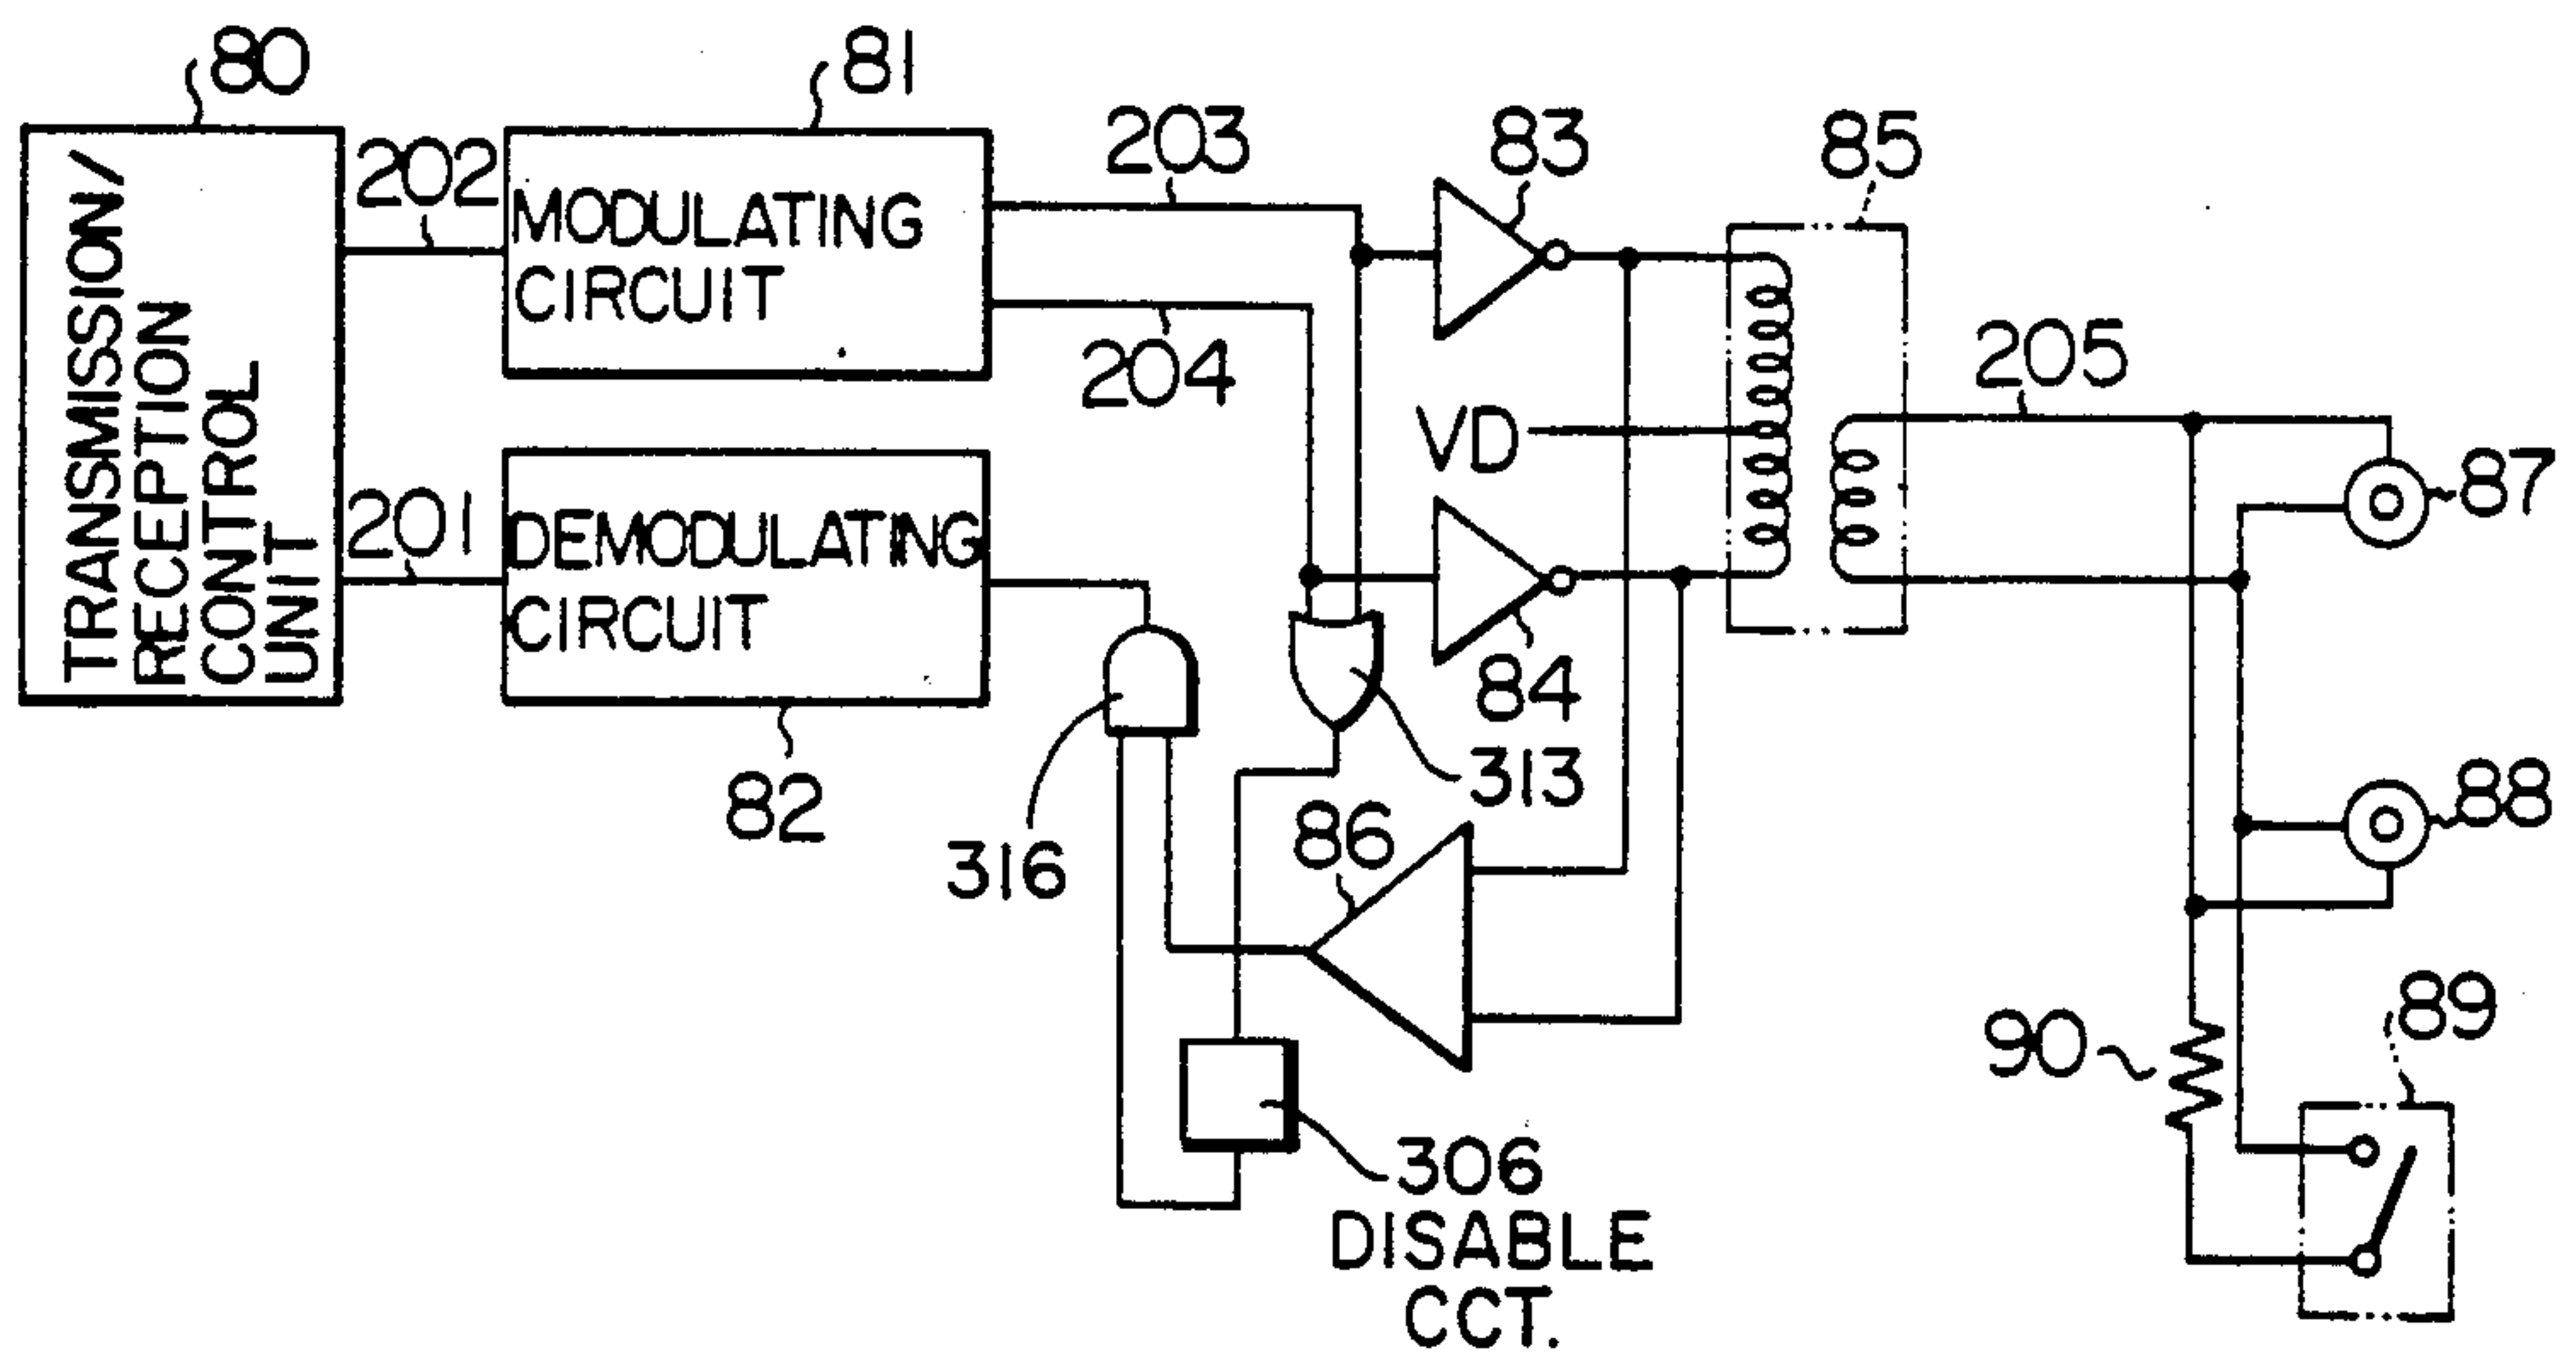 80
81
202
203
83
85
TRANSMISSION/
RECEPTION
CONTROL
UNIT
MODULATING
CIRCUIT
204
205
VD
87
201
DEMODULATING
CIRCUIT
84
82
316
313
86
88
90
89
306
DISABLE
CCT.